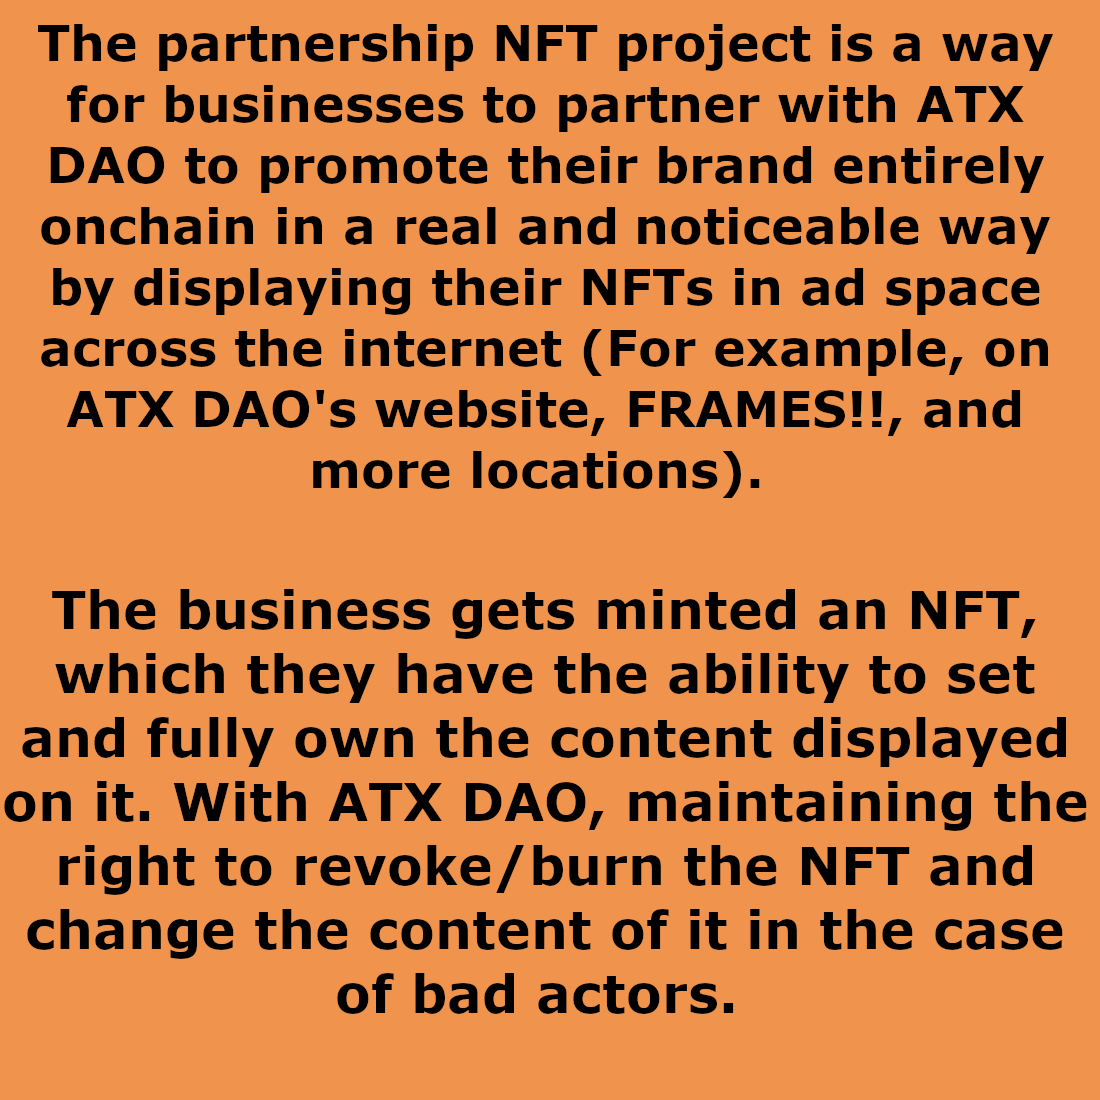 The partnership NFT project is a way
for businesses to partner with ATX
DAO to promote their brand entirely
onchain in a real and noticeable way
by displaying their NFTs in ad space
across the internet (For example, on
ATX DAO's website, FRAMES!!, and
more locations).
The business gets minted an NFT,
which they have the ability to set
and fully own the content displayed
on it. With ATX DAO, maintaining the
right to revoke/burn the NFT and
change the content of it in the case
of bad actors.